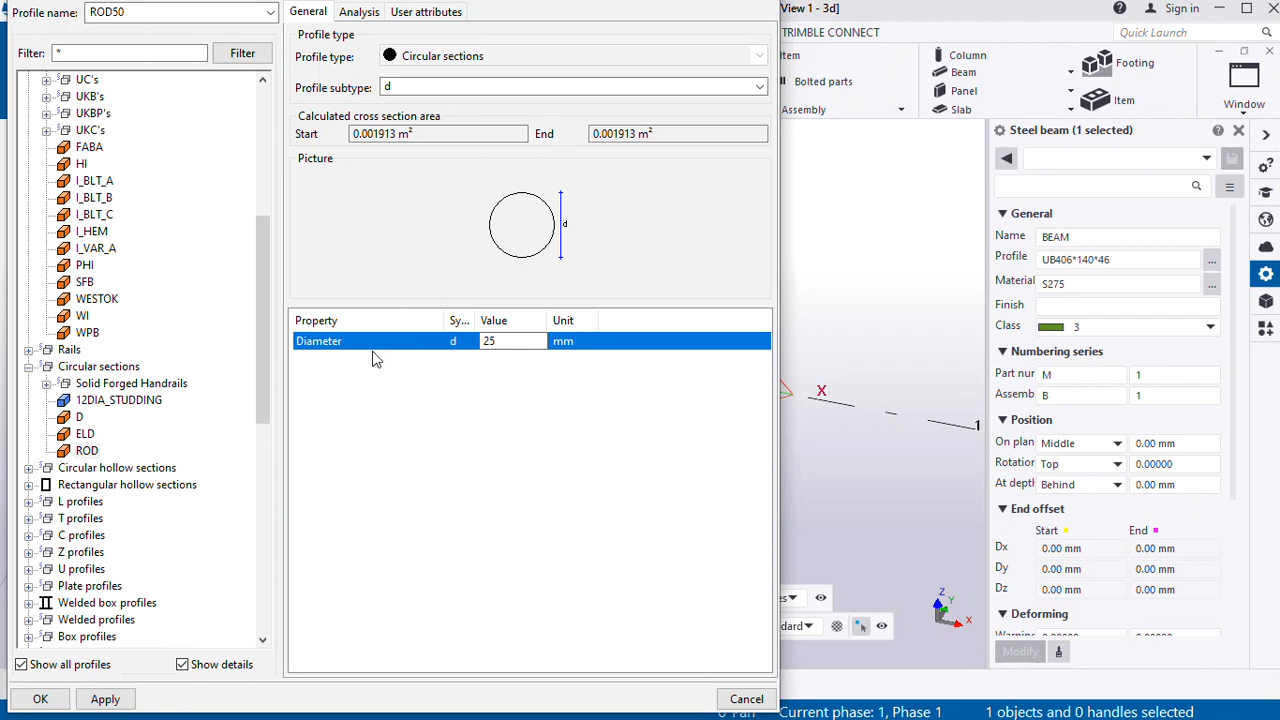 Profile name: ROD50
Filter: * Filter
UC's
UKB's
UKBP's
UKC's
FABA
HI
I_BLT_A
I_BLT_B
I_BLT_C
I_HEM
I_VAR_A
PHI
SFB
WESTOK
WI
WPB
Rails
Circular sections
Solid Forged Handrails
12DIA_STUDDING
D
ELD
ROD
Circular hollow sections
Rectangular hollow sections
L profiles
T profiles
C profiles
Z profiles
U profiles
Plate profiles
Welded box profiles
Welded profiles
Box profiles
Show all profiles Show details
OK Apply Cancel
General Analysis User attributes
Profile type
Profile type: Circular sections
Profile subtype: d
Calculated cross section area
Start 0.001913 m² End 0.001913 m²
Picture
d
Property Sy... Value Unit
Diameter d 25 mm
View 1 - 3d] Sign in
TRIMBLE CONNECT Quick Launch
Item
Bolted parts
Assembly
Column
Beam
Panel
Slab
Footing
Item
Window
Steel beam (1 selected)
General
Name BEAM
Profile UB406*140*46 ...
Material S275 ...
Finish
Class 3
Numbering series
Part nur M 1
Assemb B 1
Position
On plan Middle 0.00 mm
Rotation Top 0.00000
At depth Behind 0.00 mm
End offset
Start End
Dx 0.00 mm 0.00 mm
Dy 0.00 mm 0.00 mm
Dz 0.00 mm 0.00 mm
Deforming
Modify
X
1
es
dard
Z
Y
X
Pan Current phase: 1, Phase 1 1 objects and 0 handles selected